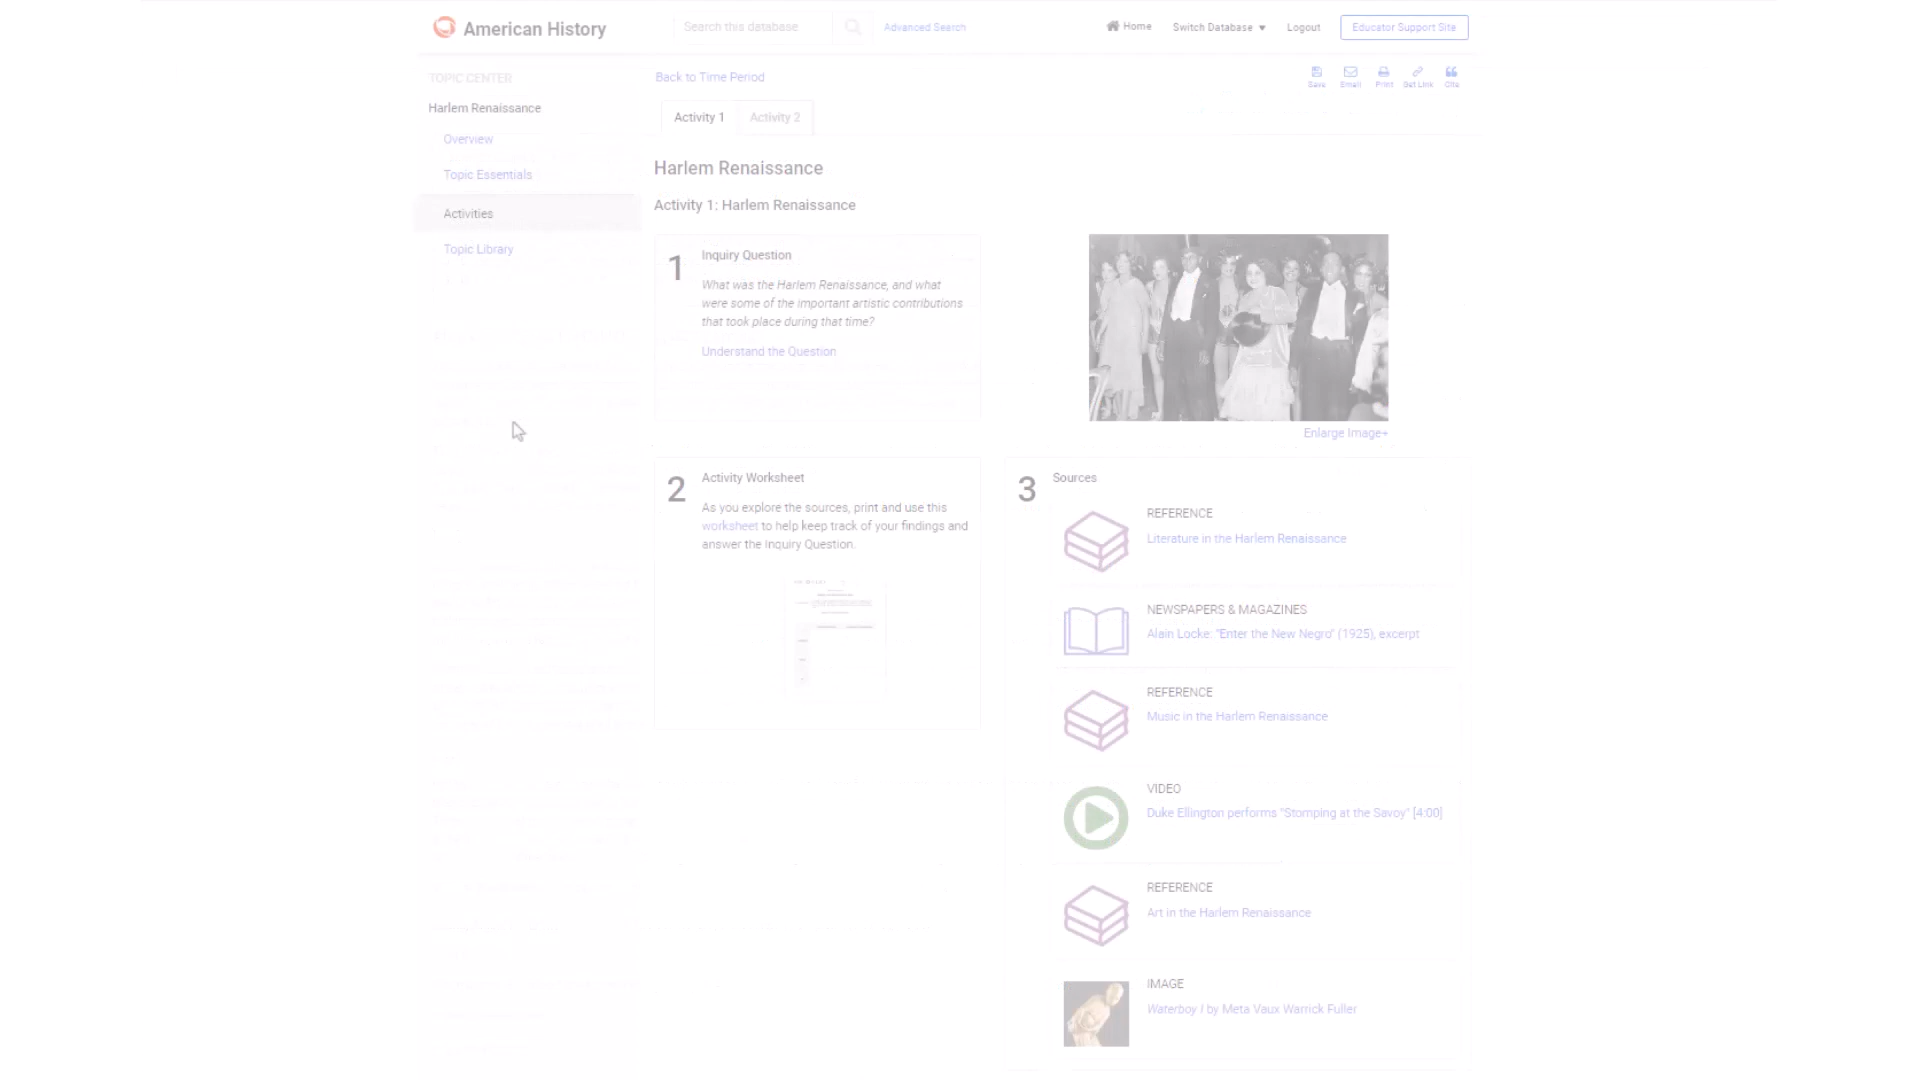 American History
Search this database
Advanced Search
Home
Switch Database
Logout
Educator Support Site
TOPIC CENTER
Harlem Renaissance
Overview
Topic Essentials
Activities
Topic Library
Back to Time Period
Save
Email
Print
Get Link
Cite
Activity 1
Activity 2
Harlem Renaissance
Activity 1: Harlem Renaissance
1
Inquiry Question
What was the Harlem Renaissance, and what
were some of the important artistic contributions
that took place during that time?
Understand the Question
Enlarge Image+
2
Activity Worksheet
As you explore the sources, print and use this
worksheet to help keep track of your findings and
answer the Inquiry Question.
3
Sources
REFERENCE
Literature in the Harlem Renaissance
NEWSPAPERS & MAGAZINES
Alain Locke: "Enter the New Negro" (1925), excerpt
REFERENCE
Music in the Harlem Renaissance
VIDEO
Duke Ellington performs "Stomping at the Savoy" [4:00]
REFERENCE
Art in the Harlem Renaissance
IMAGE
Waterboy I by Meta Vaux Warrick Fuller